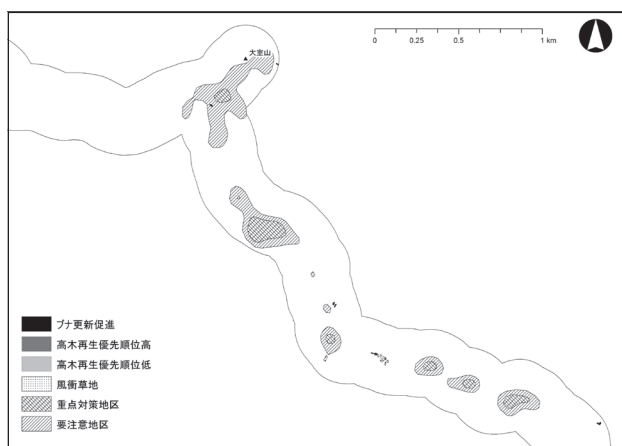 大室山
0 0.25 0.5 1 km
ブナ更新促進
高木再生優先順位高
高木再生優先順位低
風衝草地
重点対策地区
要注意地区